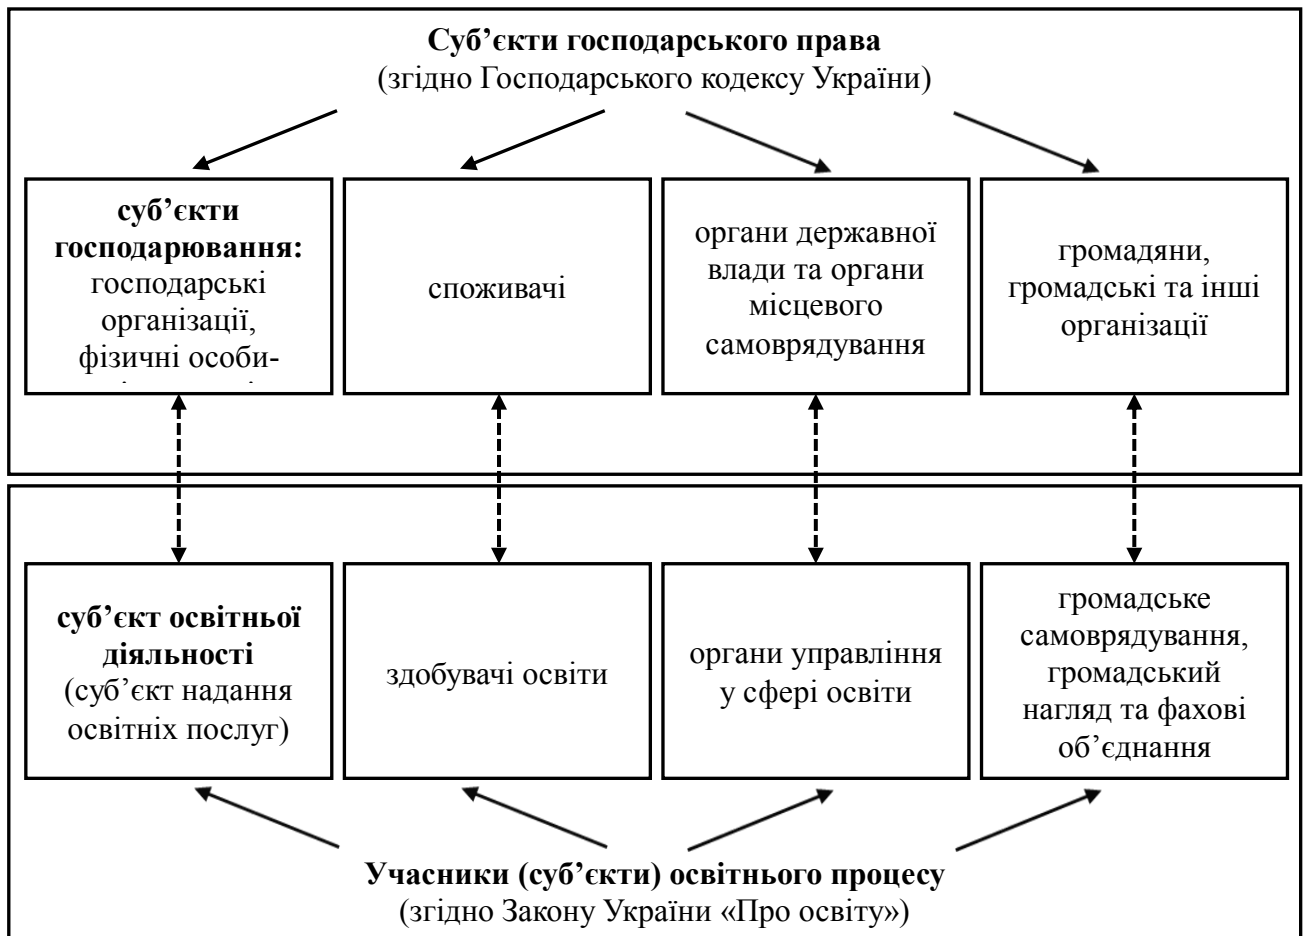 Суб’єкти господарського права
(згідно Господарського кодексу України)
суб’єкти
господарювання:
господарські
організації,
фізичні особи-
споживачі
органи державної
влади та органи
місцевого
самоврядування
громадяни,
громадські та інші
організації
суб’єкт освітньої
діяльності
(суб’єкт надання
освітніх послуг)
здобувачі освіти
органи управління
у сфері освіти
громадське
самоврядування,
громадський
нагляд та фахові
об’єднання
Учасники (суб’єкти) освітнього процесу
(згідно Закону України «Про освіту»)